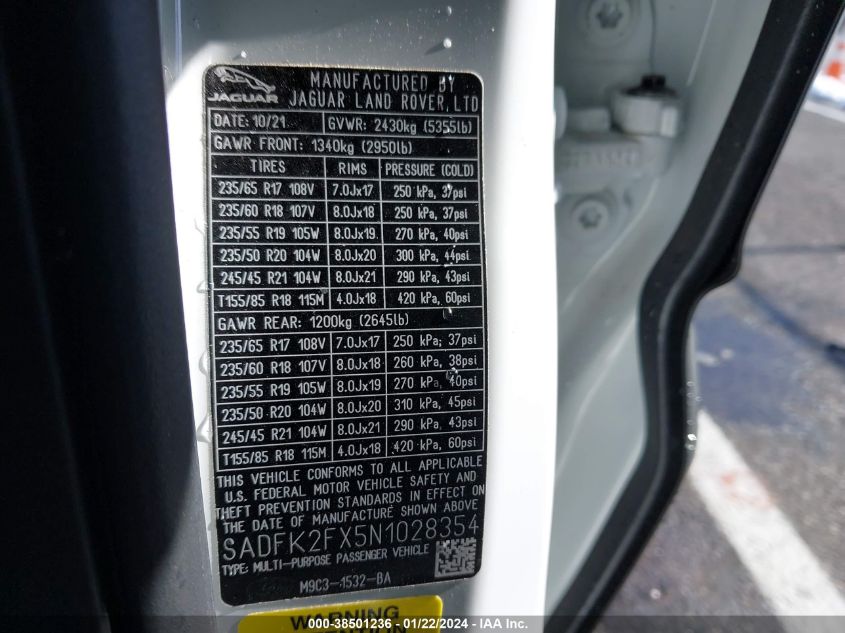 JAGUAR
MANUFACTURED BY
JAGUAR LAND ROVER, LTD
DATE: 10/21 GVWR: 2430kg (5355lb)
GAWR FRONT: 1340kg (2950lb)
TIRES RIMS PRESSURE (COLD)
235/65 R17 108V 7.0Jx17 250 kPa, 37psi
235/60 R18 107V 8.0Jx18 250 kPa, 37psi
235/55 R19 105W 8.0Jx19 270 kPa, 40psi
235/50 R20 104W 8.0Jx20 300 kPa, 44psi
245/45 R21 104W 8.0Jx21 290 kPa, 43psi
T155/85 R18 115M 4.0Jx18 420 kPa, 60psi
GAWR REAR: 1200kg (2645lb)
235/65 R17 108V 7.0Jx17 250 kPa, 37psi
235/60 R18 107V 8.0Jx18 260 kPa, 38psi
235/55 R19 105W 8.0Jx19 270 kPa, 40psi
235/50 R20 104W 8.0Jx20 310 kPa, 45psi
245/45 R21 104W 8.0Jx21 290 kPa, 43psi
T155/85 R18 115M 4.0Jx18 420 kPa, 60psi
THIS VEHICLE CONFORMS TO ALL APPLICABLE
U.S. FEDERAL MOTOR VEHICLE SAFETY AND
THEFT PREVENTION STANDARDS IN EFFECT ON
THE DATE OF MANUFACTURE SHOWN ABOVE
SADFK2FX5N1028354
TYPE: MULTI-PURPOSE PASSENGER VEHICLE
M9C3-1532-BA
WARNING
000-38501236 - 01/22/2024 - IAA Inc.